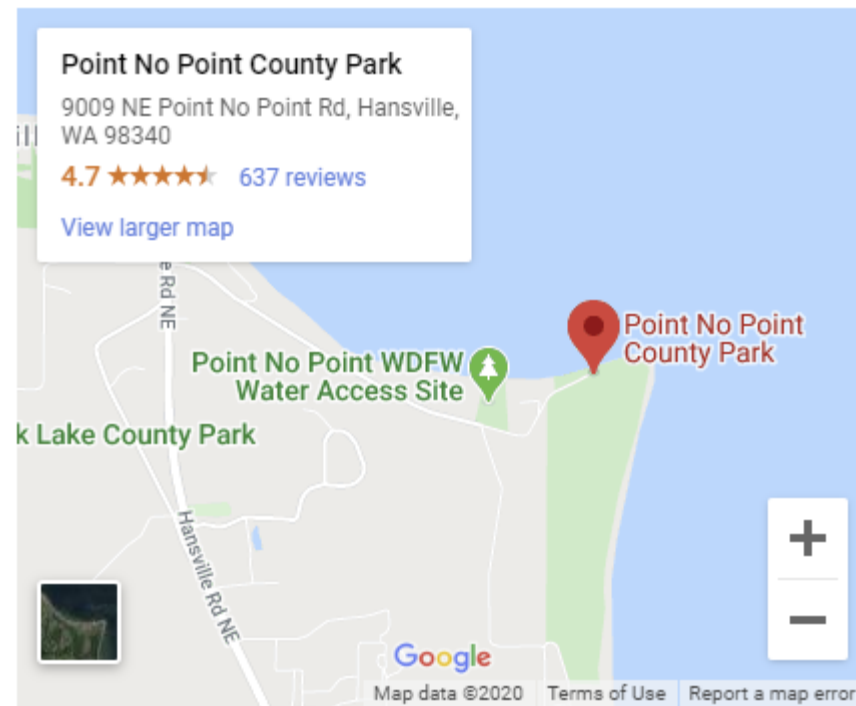 Point No Point County Park
9009 NE Point No Point Rd, Hansville,
WA 98340
4.7 637 reviews
View larger map
ill
e Rd NE
Point No Point
County Park
Point No Point WDFW
Water Access Site
k Lake County Park
Hansville Rd NE
Google
Map data ©2020 Terms of Use Report a map error